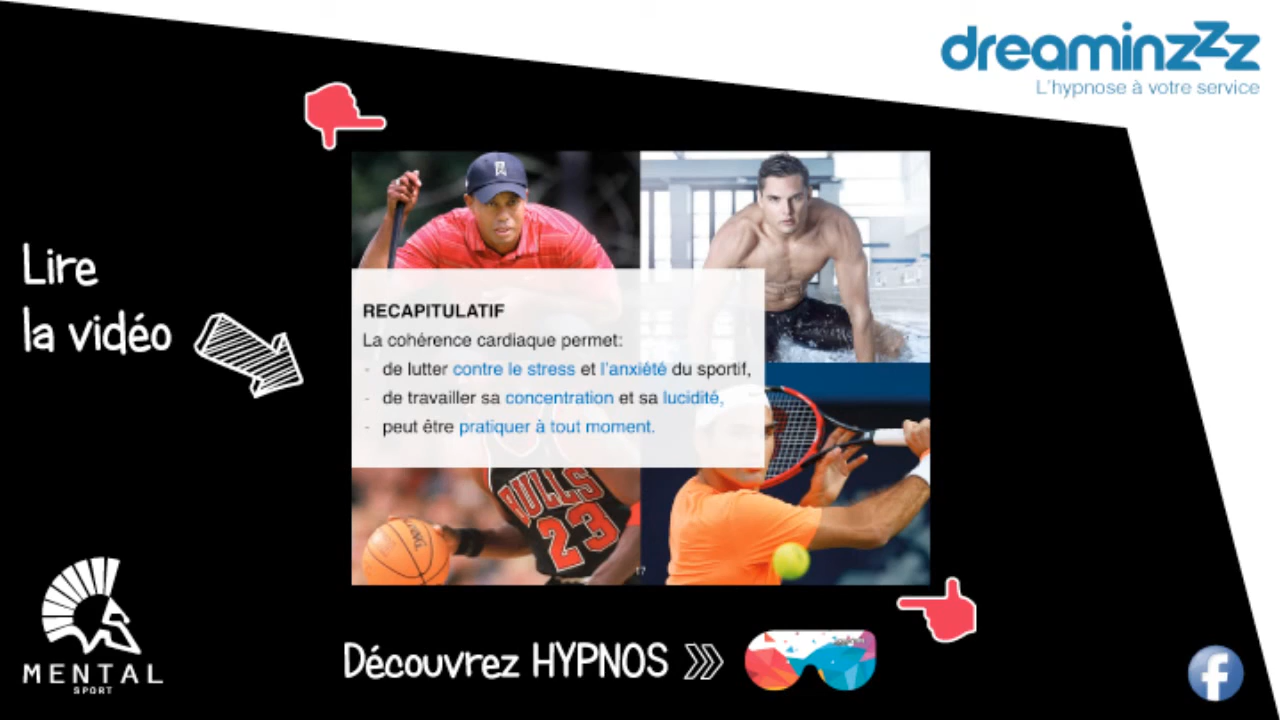 dreaminzzz
L'hypnose à votre service
Lire
la vidéo
RECAPITULATIF
La cohérence cardiaque permet:
- de lutter contre le stress et l'anxiété du sportif,
- de travailler sa concentration et sa lucidité,
- peut être pratiquer à tout moment.
BULLS
23
17
MENTAL
SPORT
Découvrez HYPNOS
f